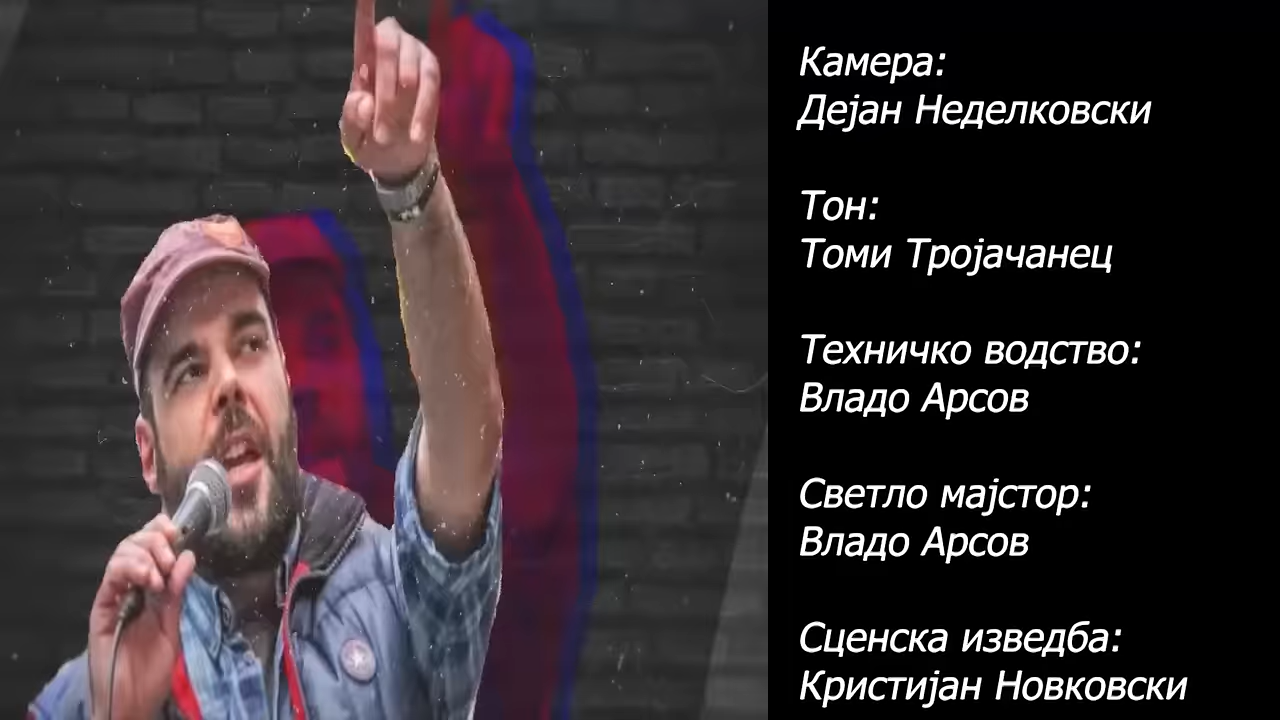 Камера:
Дејан Неделковски
Тон:
Томи Тројачанец
Техничко водство:
Владо Арсов
Светло мајстор:
Владо Арсов
Сценска изведба:
Кристијан Новковски